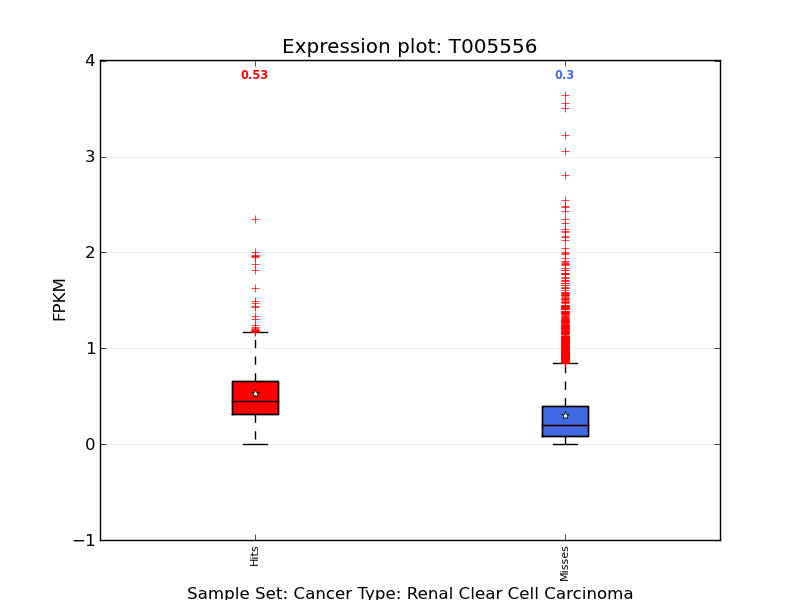 Expression plot: T005556
0.53
0.3
4
3
2
1
0
−1
FPKM
Hits
Misses
Sample Set: Cancer Type: Renal Clear Cell Carcinoma